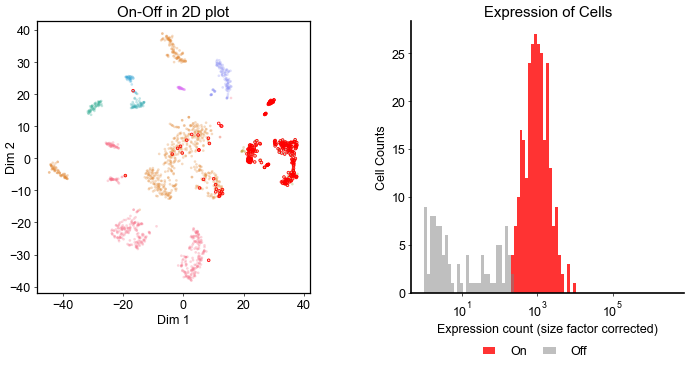 On-Off in 2D plot
40
30
20
10
0
−10
−20
−30
−40
Dim 2
−40 −20 0 20 40
Dim 1
Expression of Cells
25
20
15
10
5
0
Cell Counts
10^1 10^3 10^5
Expression count (size factor corrected)
On Off